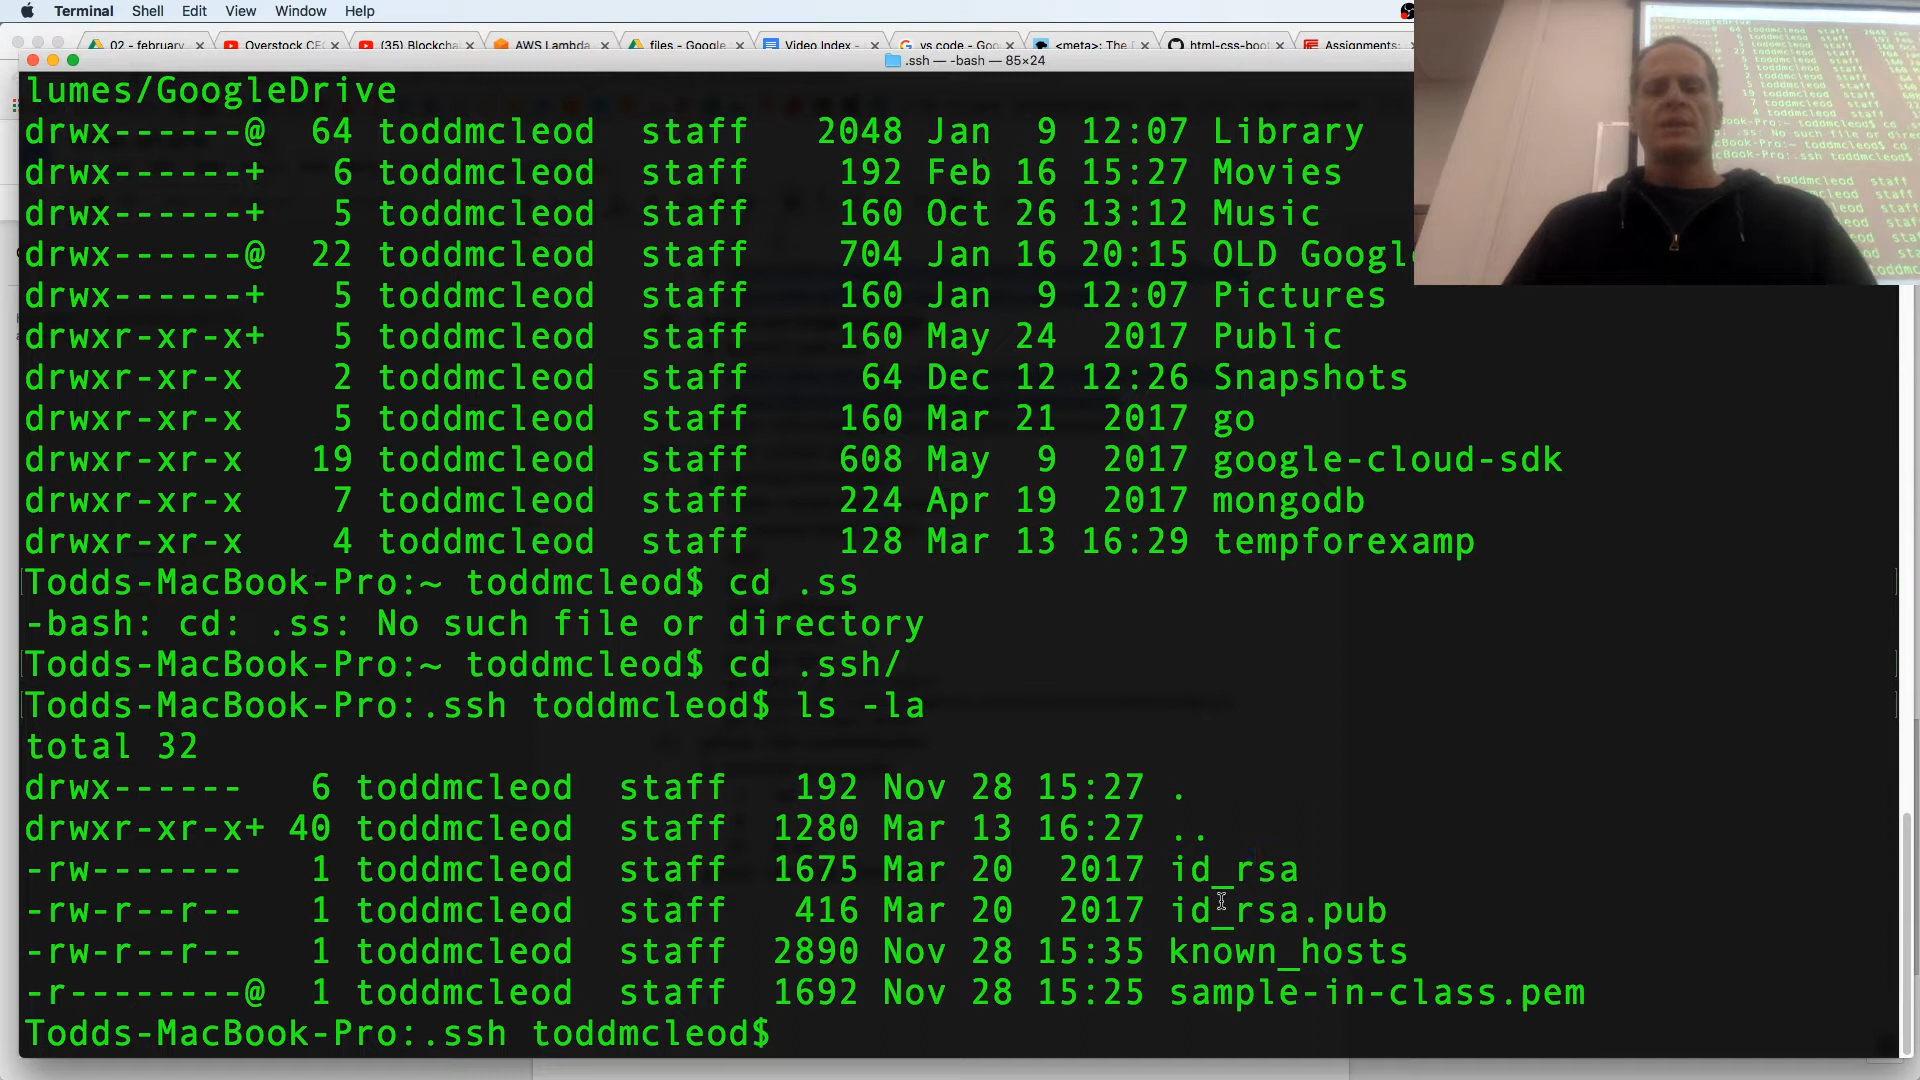 Terminal Shell Edit View Window Help
02 - february
Overstock CE
(35) Blockcha
AWS Lambda
files - Google
Video Index -
vs code - Goo
<meta>: The D
html-css-boot
Assignments:
.ssh — -bash — 85×24
lumes/GoogleDrive
drwx------@ 64 toddmcleod staff 2048 Jan 9 12:07 Library
drwx------+ 6 toddmcleod staff 192 Feb 16 15:27 Movies
drwx------+ 5 toddmcleod staff 160 Oct 26 13:12 Music
drwx------@ 22 toddmcleod staff 704 Jan 16 20:15 OLD Googl
drwx------+ 5 toddmcleod staff 160 Jan 9 12:07 Pictures
drwxr-xr-x+ 5 toddmcleod staff 160 May 24 2017 Public
drwxr-xr-x 2 toddmcleod staff 64 Dec 12 12:26 Snapshots
drwxr-xr-x 5 toddmcleod staff 160 Mar 21 2017 go
drwxr-xr-x 19 toddmcleod staff 608 May 9 2017 google-cloud-sdk
drwxr-xr-x 7 toddmcleod staff 224 Apr 19 2017 mongodb
drwxr-xr-x 4 toddmcleod staff 128 Mar 13 16:29 tempforexamp
Todds-MacBook-Pro:~ toddmcleod$ cd .ss
-bash: cd: .ss: No such file or directory
Todds-MacBook-Pro:~ toddmcleod$ cd .ssh/
Todds-MacBook-Pro:.ssh toddmcleod$ ls -la
total 32
drwx------ 6 toddmcleod staff 192 Nov 28 15:27 .
drwxr-xr-x+ 40 toddmcleod staff 1280 Mar 13 16:27 ..
-rw------- 1 toddmcleod staff 1675 Mar 20 2017 id_rsa
-rw-r--r-- 1 toddmcleod staff 416 Mar 20 2017 id_rsa.pub
-rw-r--r-- 1 toddmcleod staff 2890 Nov 28 15:35 known_hosts
-r--------@ 1 toddmcleod staff 1692 Nov 28 15:25 sample-in-class.pem
Todds-MacBook-Pro:.ssh toddmcleod$